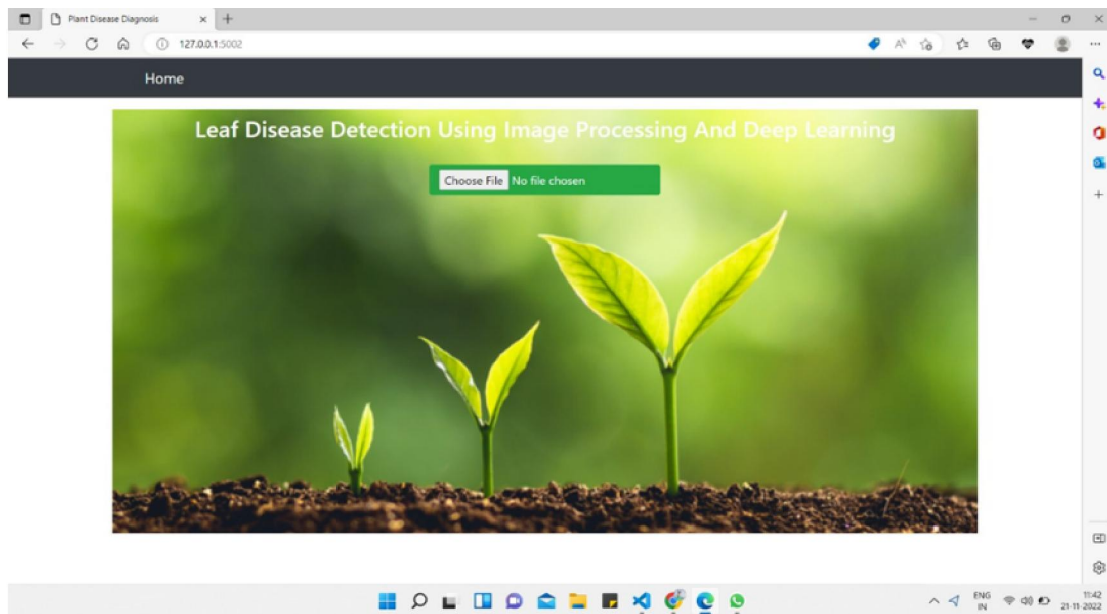 Plant Disease Diagnosis
127.0.0.1:5002
Home
Leaf Disease Detection Using Image Processing And Deep Learning
Choose File No file chosen
ENG
IN
11:42
21-11-2022